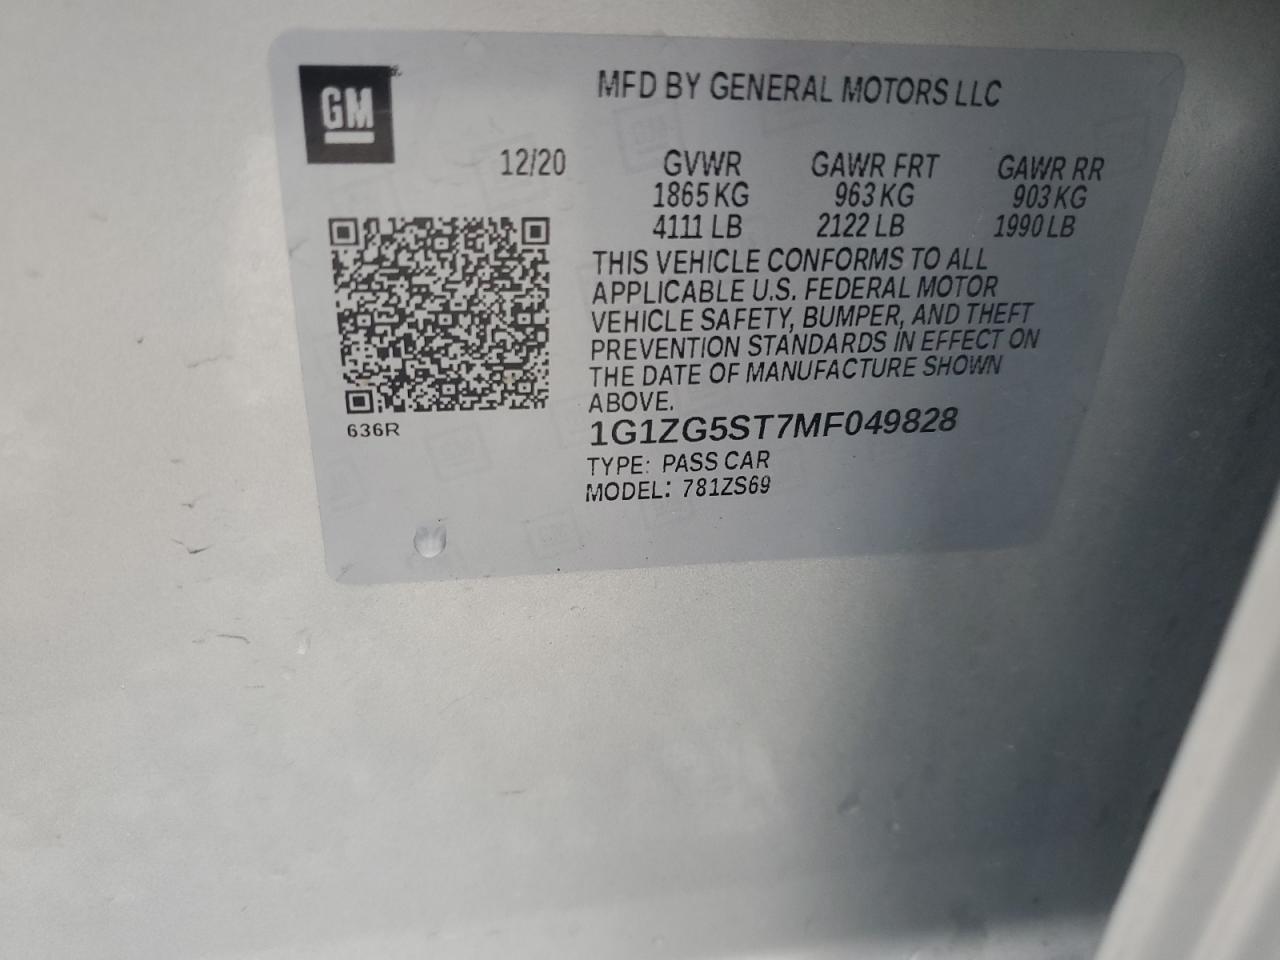 GM
MFD BY GENERAL MOTORS LLC
12/20 GVWR GAWR FRT GAWR RR
1865 KG 963 KG 903 KG
4111 LB 2122 LB 1990 LB
THIS VEHICLE CONFORMS TO ALL
APPLICABLE U.S. FEDERAL MOTOR
VEHICLE SAFETY, BUMPER, AND THEFT
PREVENTION STANDARDS IN EFFECT ON
THE DATE OF MANUFACTURE SHOWN
ABOVE.
636R
1G1ZG5ST7MF049828
TYPE: PASS CAR
MODEL: 781ZS69